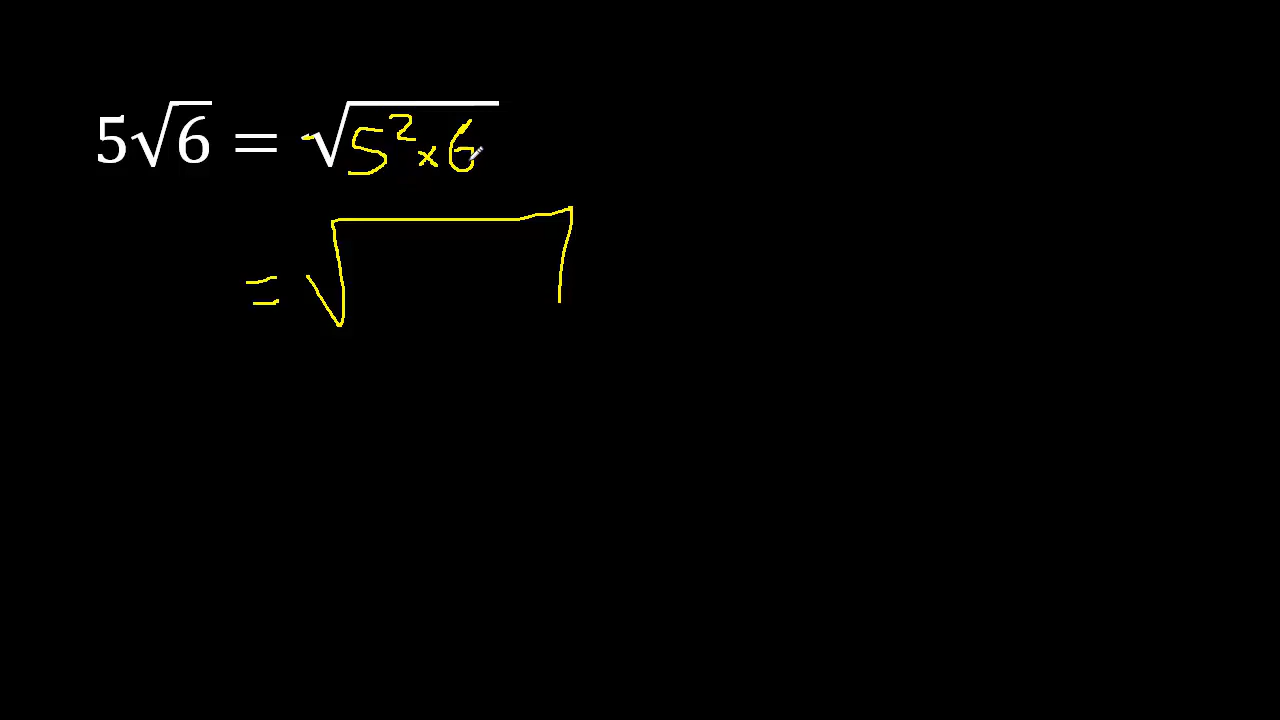 5√6 = √5²×6
= √